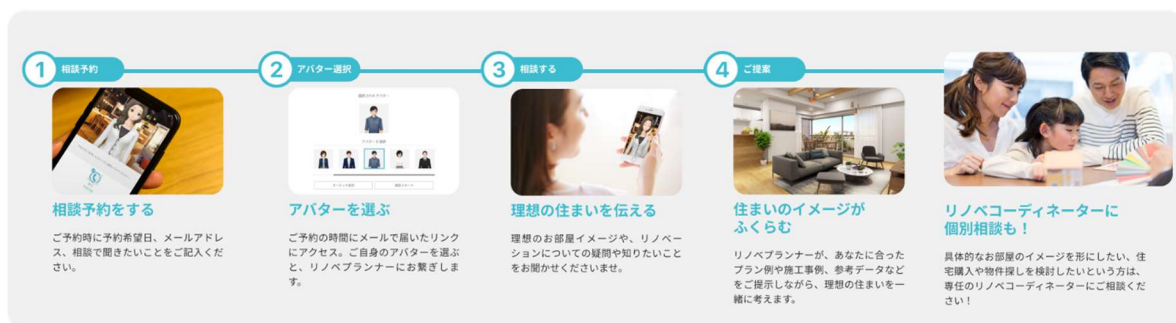 1 相談予約
相談予約をする
ご予約時に予約希望日、メールアドレ
ス、相談で聞きたいことをご記入くだ
さい。
2 アバター選択
アバターを選択
アバターを選ぶ
ご予約の時間にメールで届いたリンク
にアクセス。ご自身のアバターを選ぶ
と、リノベプランナーにお繋ぎしま
す。
3 相談する
理想の住まいを伝える
理想のお部屋イメージや、リノベー
ションについての疑問や知りたいこと
をお聞かせくださいませ。
4 ご提案
住まいのイメージが
ふくらむ
リノベプランナーが、あなたに合った
プラン例や施工事例、参考データなど
をご提示しながら、理想の住まいを一
緒に考えます。
リノベコーディネーターに
個別相談も！
具体的なお部屋のイメージを形にしたい、住
宅購入や物件探しを検討したいという方は、
専任のリノベコーディネーターにご相談くだ
さい！